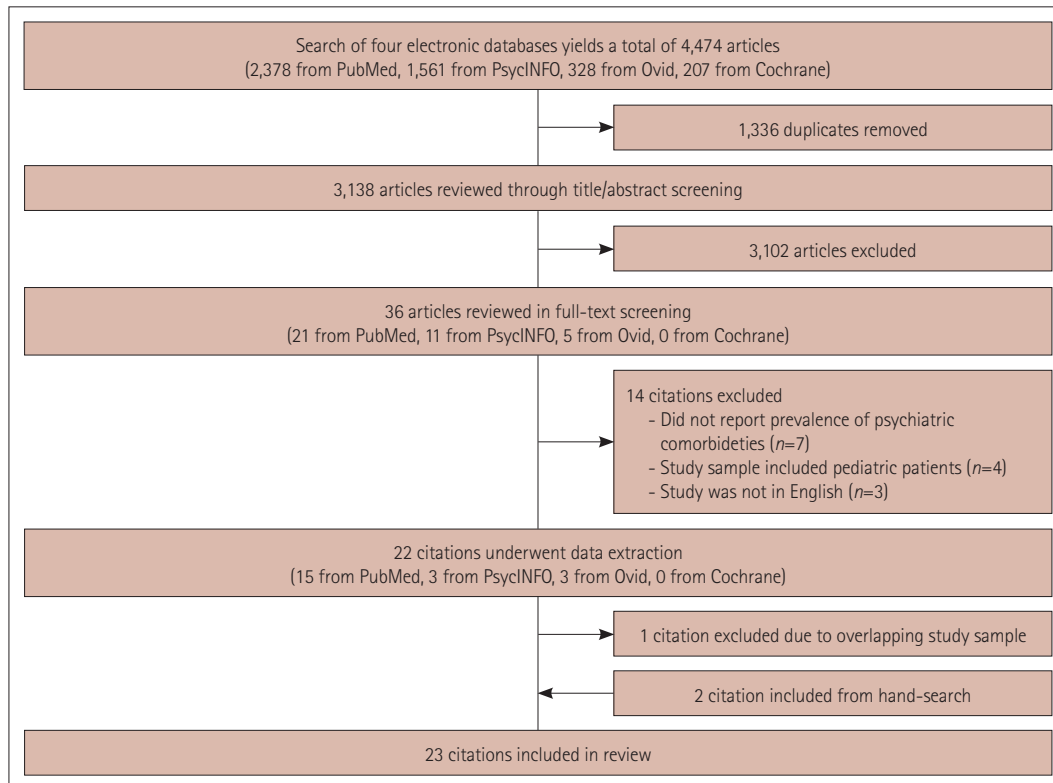 Search of four electronic databases yields a total of 4,474 articles
(2,378 from PubMed, 1,561 from PsycINFO, 328 from Ovid, 207 from Cochrane)
1,336 duplicates removed
3,138 articles reviewed through title/abstract screening
3,102 articles excluded
36 articles reviewed in full-text screening
(21 from PubMed, 11 from PsycINFO, 5 from Ovid, 0 from Cochrane)
14 citations excluded
- Did not report prevalence of psychiatric
comorbideties (n=7)
- Study sample included pediatric patients (n=4)
- Study was not in English (n=3)
22 citations underwent data extraction
(15 from PubMed, 3 from PsycINFO, 3 from Ovid, 0 from Cochrane)
1 citation excluded due to overlapping study sample
2 citation included from hand-search
23 citations included in review